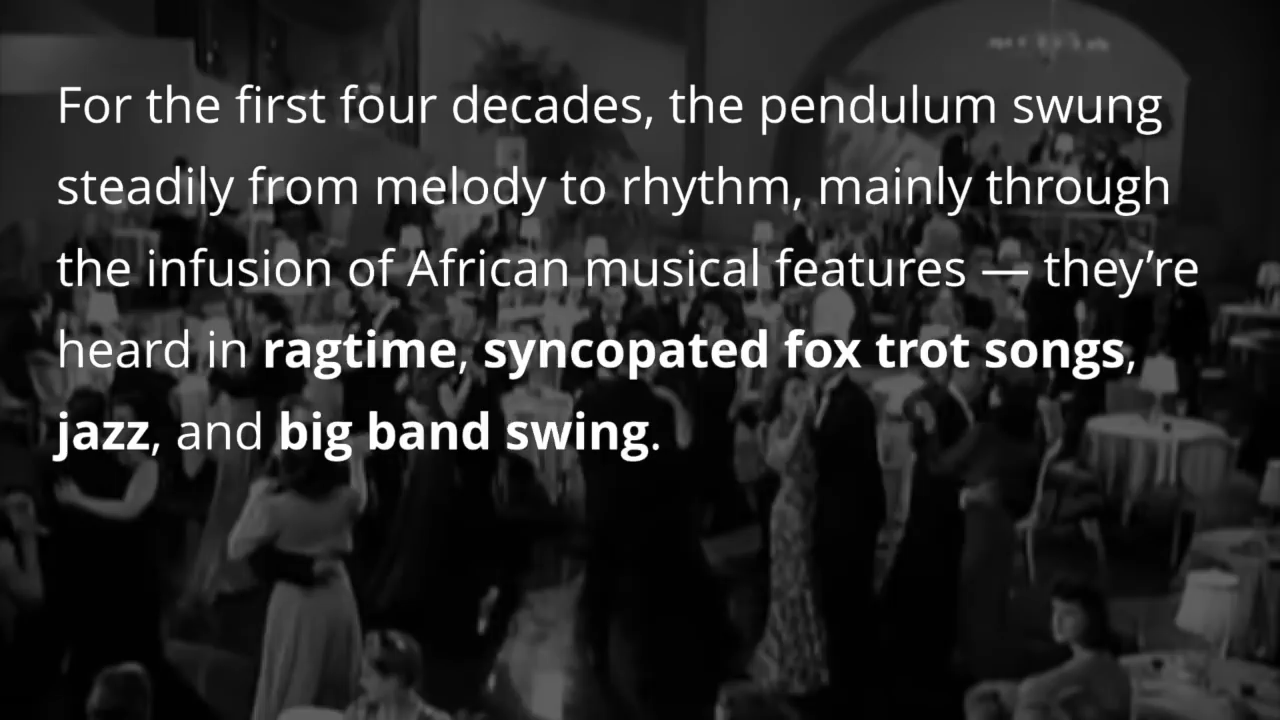 For the first four decades, the pendulum swung
steadily from melody to rhythm, mainly through
the infusion of African musical features — they’re
heard in ragtime, syncopated fox trot songs,
jazz, and big band swing.